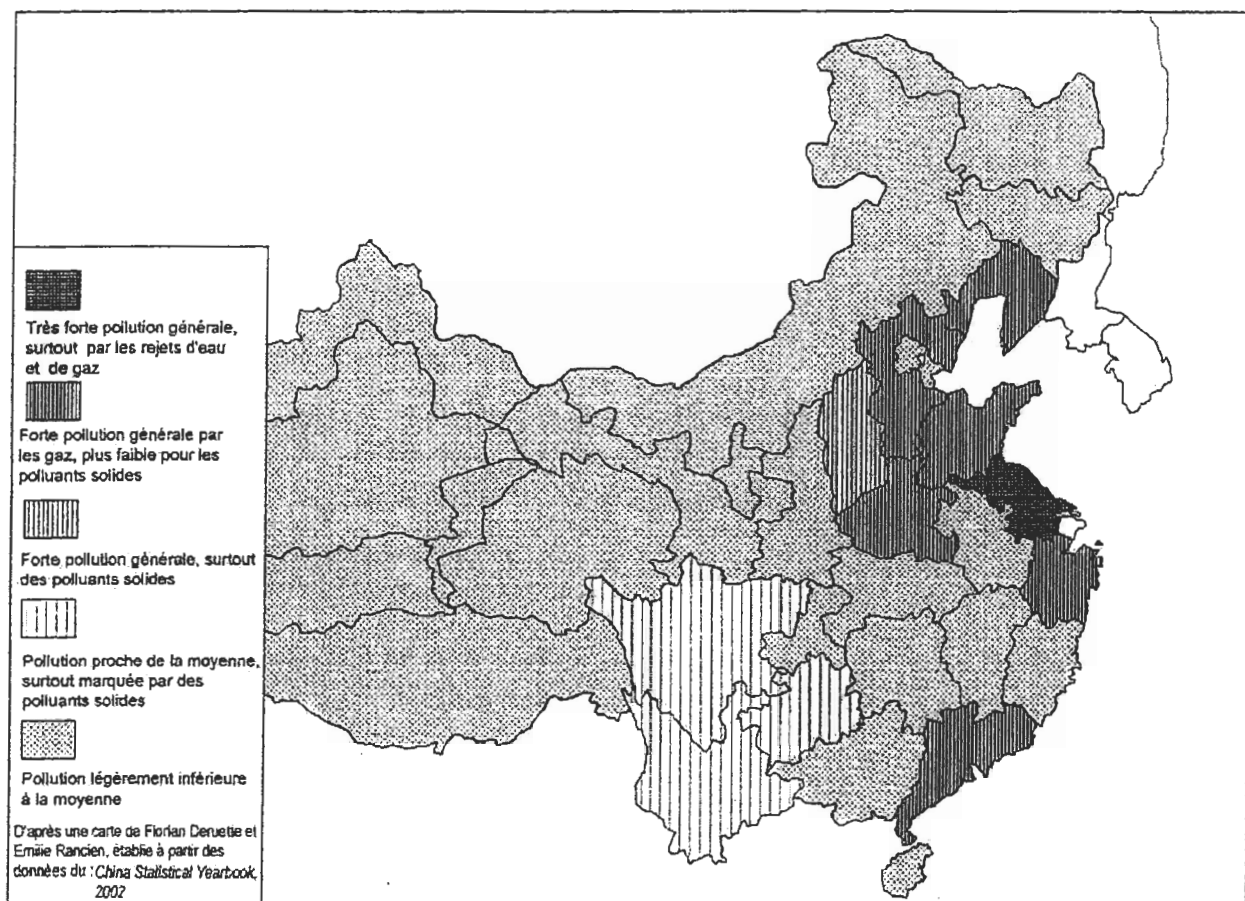 Très forte pollution générale,
surtout par les rejets d'eau
et de gaz
Forte pollution générale par
les gaz, plus faible pour les
polluants solides
Forte pollution générale, surtout
des polluants solides
Pollution proche de la moyenne,
surtout marquée par des
polluants solides
Pollution légèrement inférieure
à la moyenne
D'après une carte de Florian Deruetie et
Emilie Rancien, établie à partir des
données du : China Statistical Yearbook,
2002